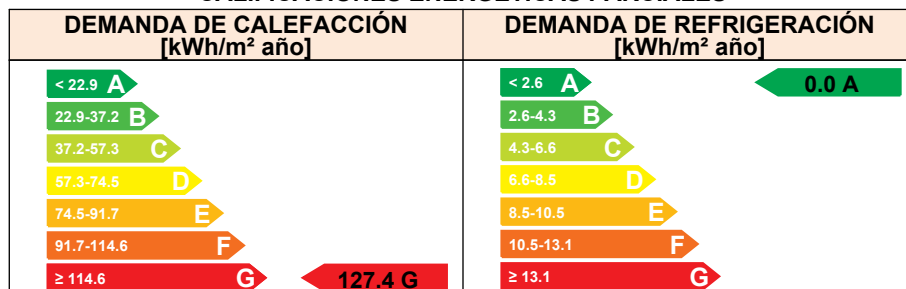 DEMANDA DE CALEFACCIÓN
[kWh/m² año]
< 22.9 A
22.9-37.2 B
37.2-57.3 C
57.3-74.5 D
74.5-91.7 E
91.7-114.6 F
≥ 114.6 G
127.4 G
DEMANDA DE REFRIGERACIÓN
[kWh/m² año]
< 2.6 A
0.0 A
2.6-4.3 B
4.3-6.6 C
6.6-8.5 D
8.5-10.5 E
10.5-13.1 F
≥ 13.1 G